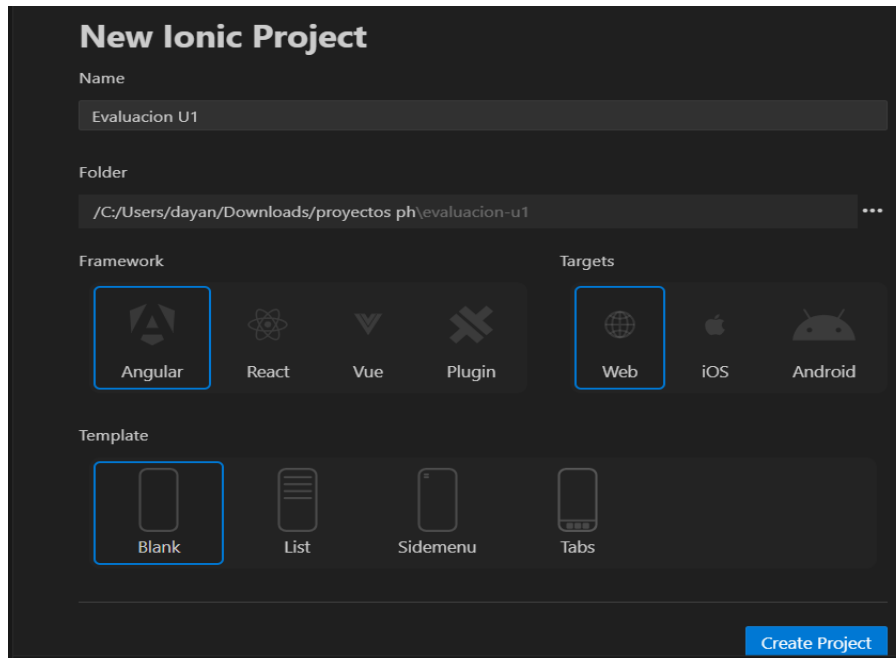 New Ionic Project
Name
Evaluacion U1
Folder
/C:/Users/dayan/Downloads/proyectos ph\evaluacion-u1
Framework
Targets
Angular React Vue Plugin
Web iOS Android
Template
Blank List Sidemenu Tabs
Create Project